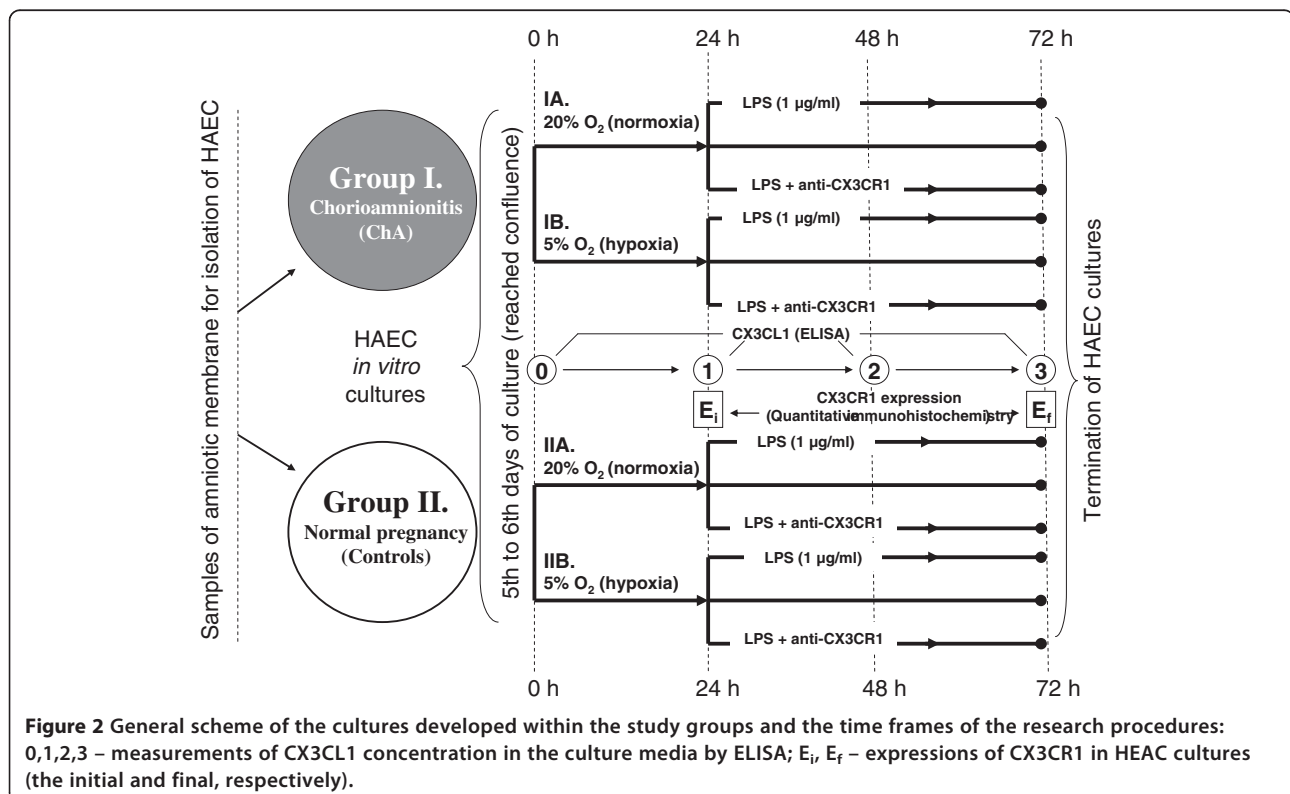 0 h 24 h 48 h 72 h
Samples of amniotic membrane for isolation of HAEC
Group I.
Chorioamnionitis
(ChA)
HAEC
in vitro
cultures
Group II.
Normal pregnancy
(Controls)
5th to 6th days of culture (reached confluence)
IA.
20% O₂ (normoxia)
LPS (1 µg/ml)
LPS + anti-CX3CR1
IB.
5% O₂ (hypoxia)
LPS (1 µg/ml)
LPS + anti-CX3CR1
CX3CL1 (ELISA)
0 1 2 3
Eᵢ CX3CR1 expression E_f
(Quantitative immunohistochemistry)
IIA.
20% O₂ (normoxia)
LPS (1 µg/ml)
LPS + anti-CX3CR1
IIB.
5% O₂ (hypoxia)
LPS (1 µg/ml)
LPS + anti-CX3CR1
Termination of HAEC cultures
0 h 24 h 48 h 72 h
Figure 2 General scheme of the cultures developed within the study groups and the time frames of the research procedures:
0,1,2,3 – measurements of CX3CL1 concentration in the culture media by ELISA; Eᵢ, E_f – expressions of CX3CR1 in HEAC cultures
(the initial and final, respectively).